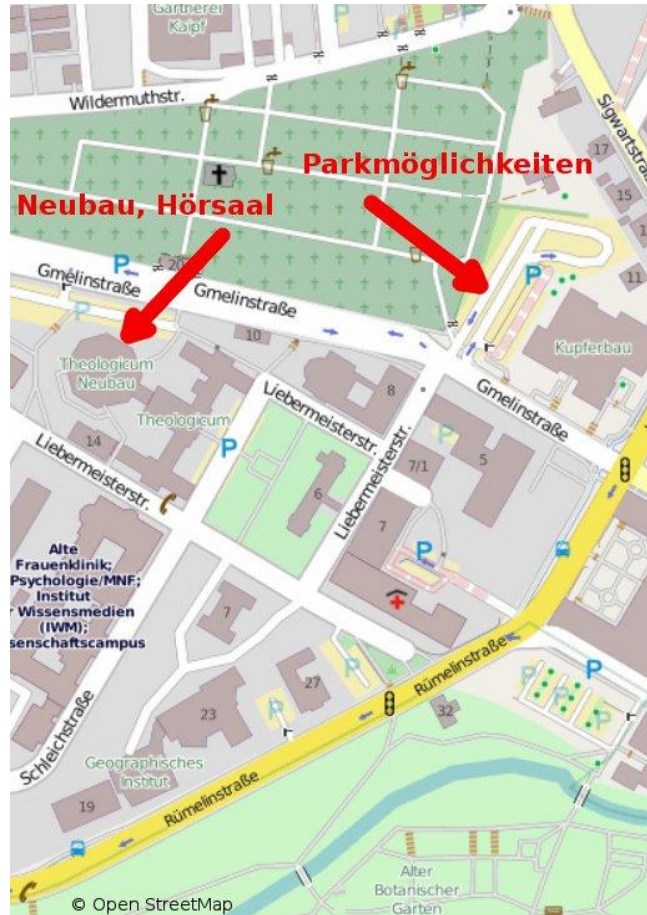 Gärtnerei
Kaipf
Wildermuthstr.
Sigwartstraße
Parkmöglichkeiten
17
15
11
Neubau, Hörsaal
P
Gmelinstraße
Gmelinstraße
P
10
Kupferbau
Theologicum
Neubau
8
Gmelinstraße
Theologicum
Liebermeisterstr.
P
P
14
5
7/1
Liebermeisterstr.
6
Liebermeisterstr.
7
P
Alte
Frauenklinik;
Psychologie/MNF;
Institut
r Wissensmedien
(IWM);
senschaftscampus
7
Rümelinstraße
P
P
27
P
23
32
Schleichstraße
Geographisches
Institut
19
Rümelinstraße
Alter
Botanischer
Garten
© Open StreetMap